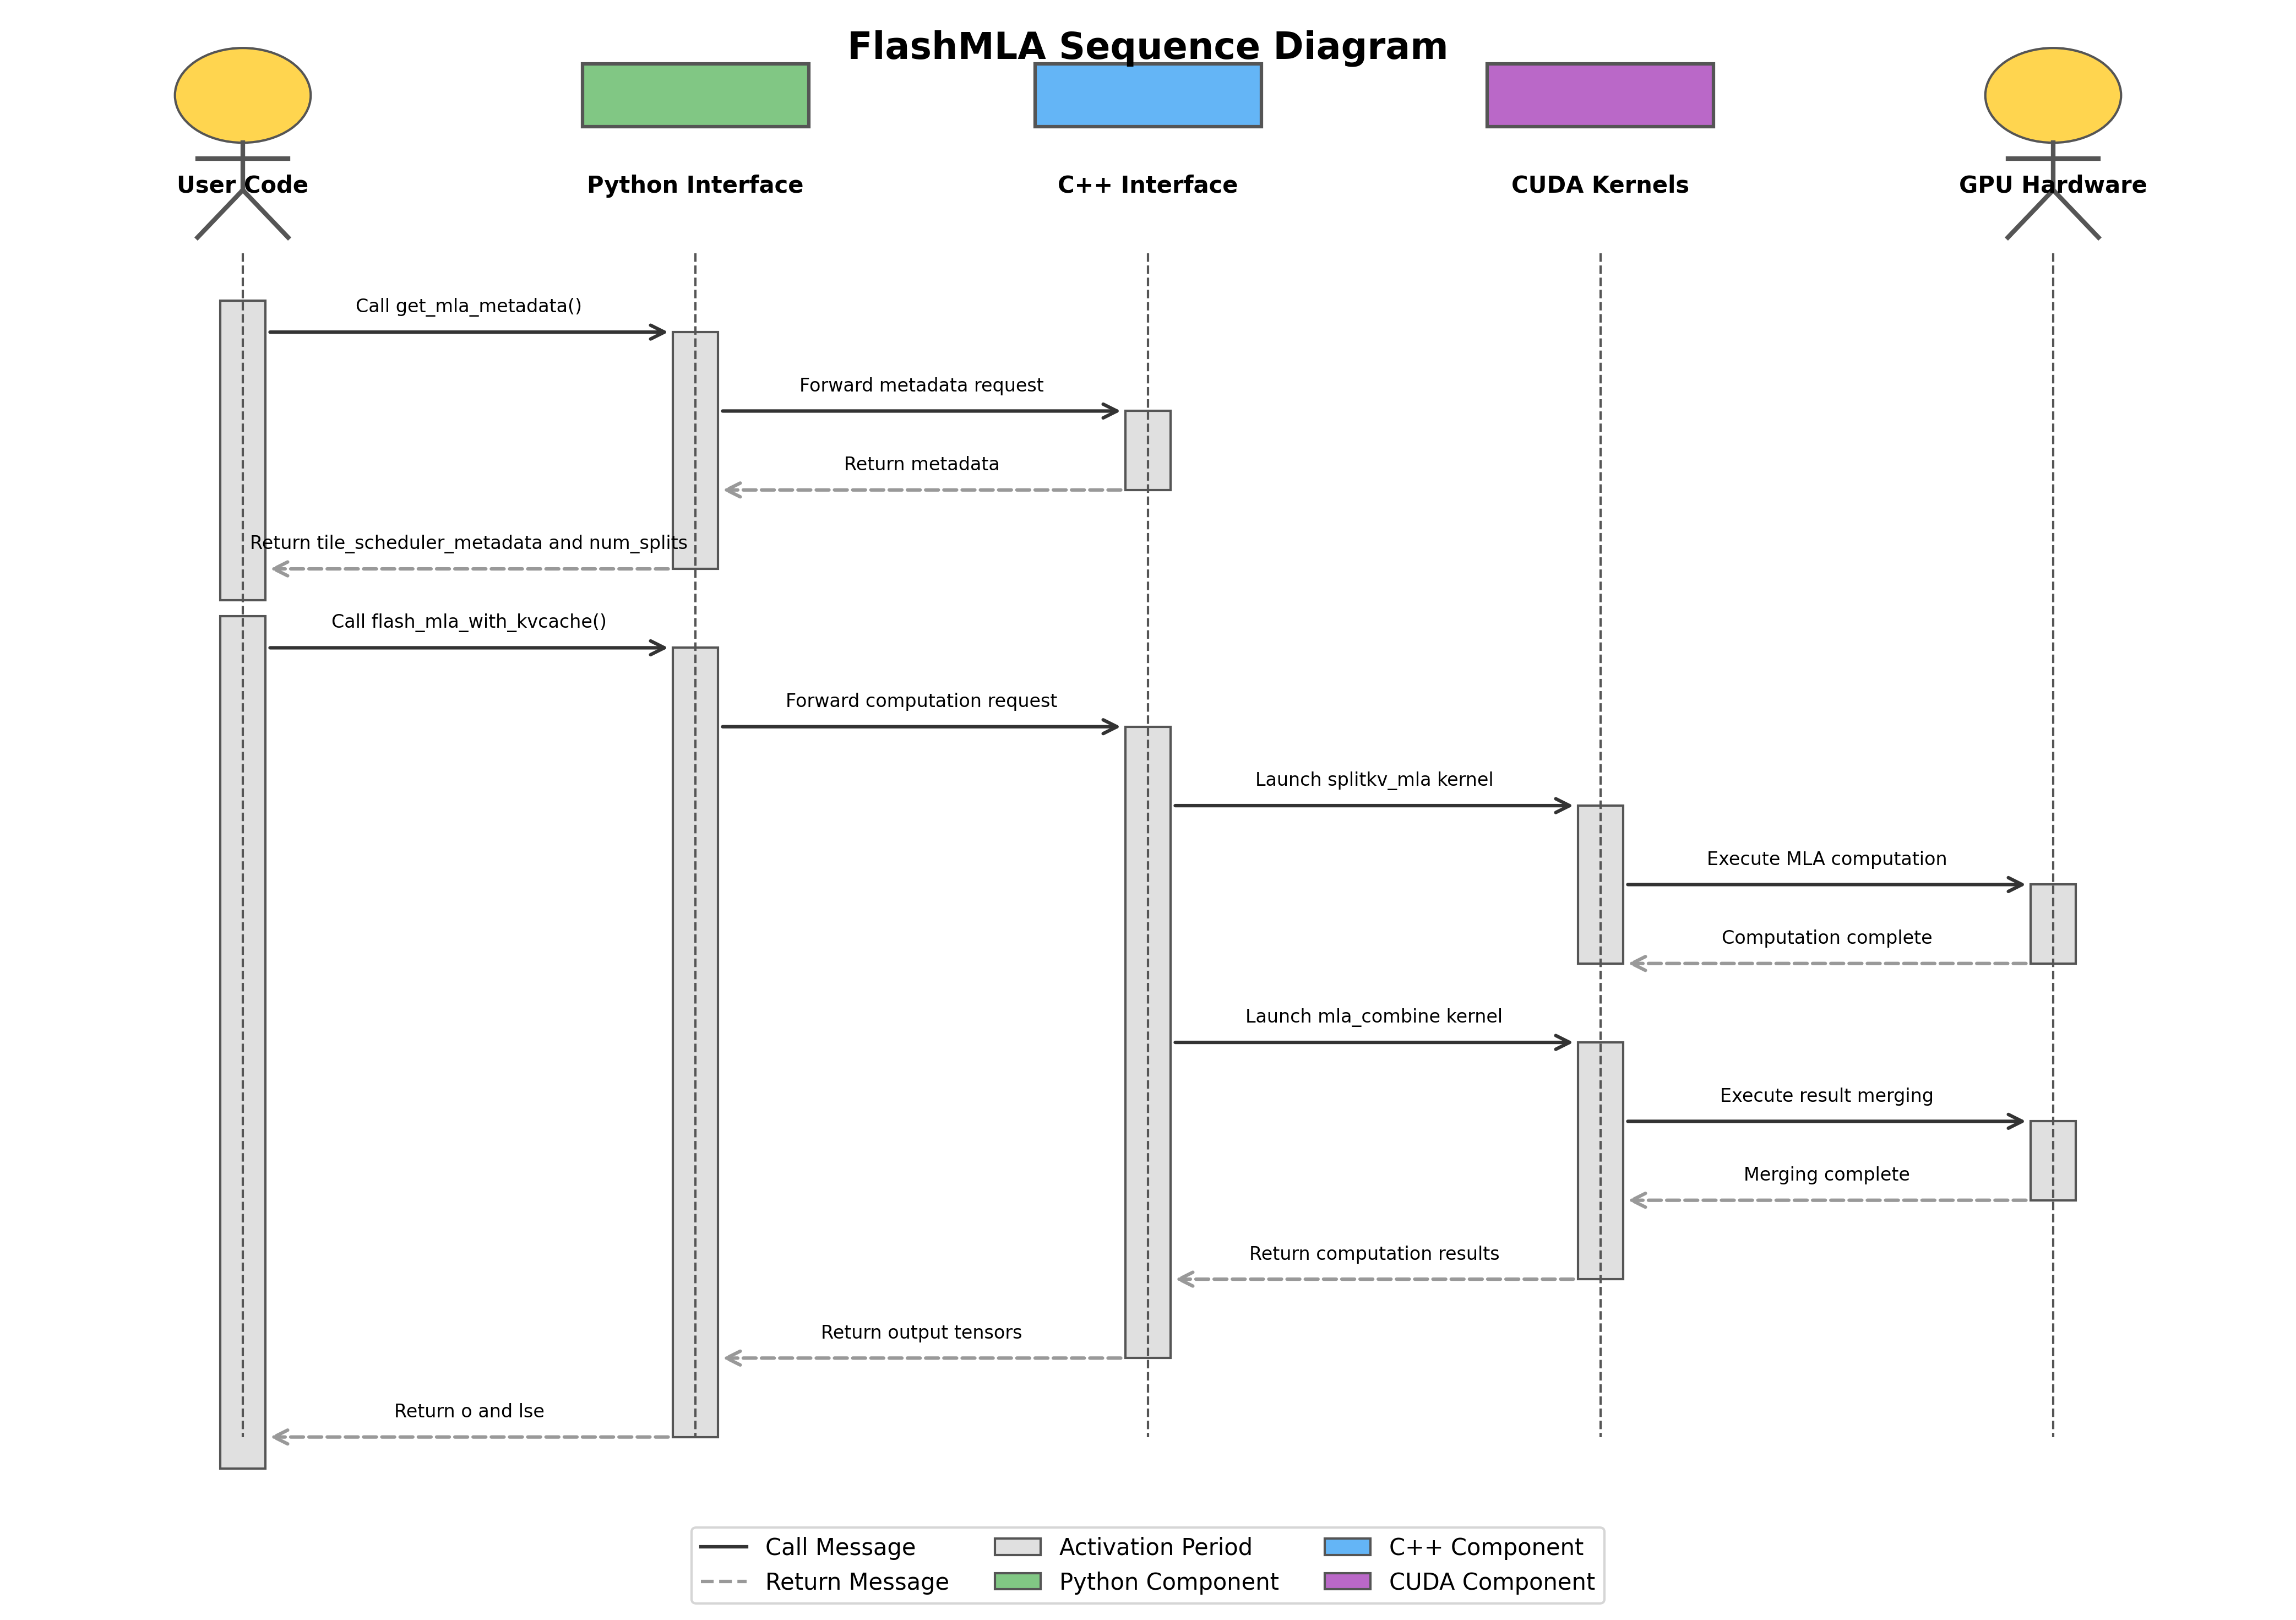 FlashMLA Sequence Diagram
User Code
Python Interface
C++ Interface
CUDA Kernels
GPU Hardware
Call get_mla_metadata()
Forward metadata request
Return metadata
Return tile_scheduler_metadata and num_splits
Call flash_mla_with_kvcache()
Forward computation request
Launch splitkv_mla kernel
Execute MLA computation
Computation complete
Launch mla_combine kernel
Execute result merging
Merging complete
Return computation results
Return output tensors
Return o and lse
Call Message
Return Message
Activation Period
Python Component
C++ Component
CUDA Component